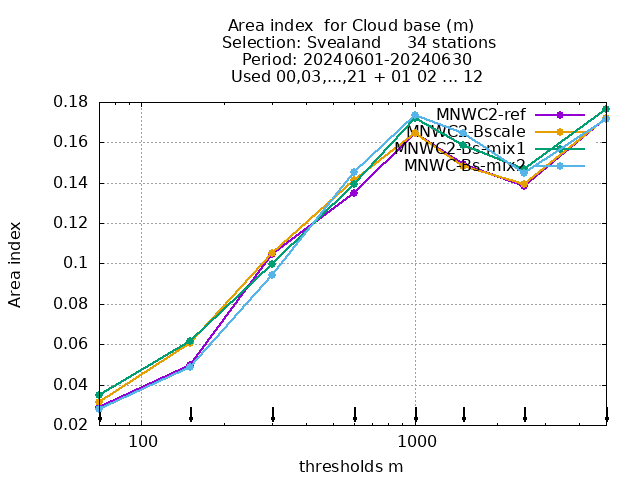 Area index  for Cloud base (m)
Selection: Svealand     34 stations
Period: 20240601-20240630
Used 00,03,...,21 + 01 02 ... 12
0.18
0.16
0.14
0.12
0.1
0.08
0.06
0.04
0.02
Area index
MNWC2-ref
MNWC2-Bscale
MNWC2-Bs-mix1
MNWC-Bs-mix2
100
1000
thresholds m